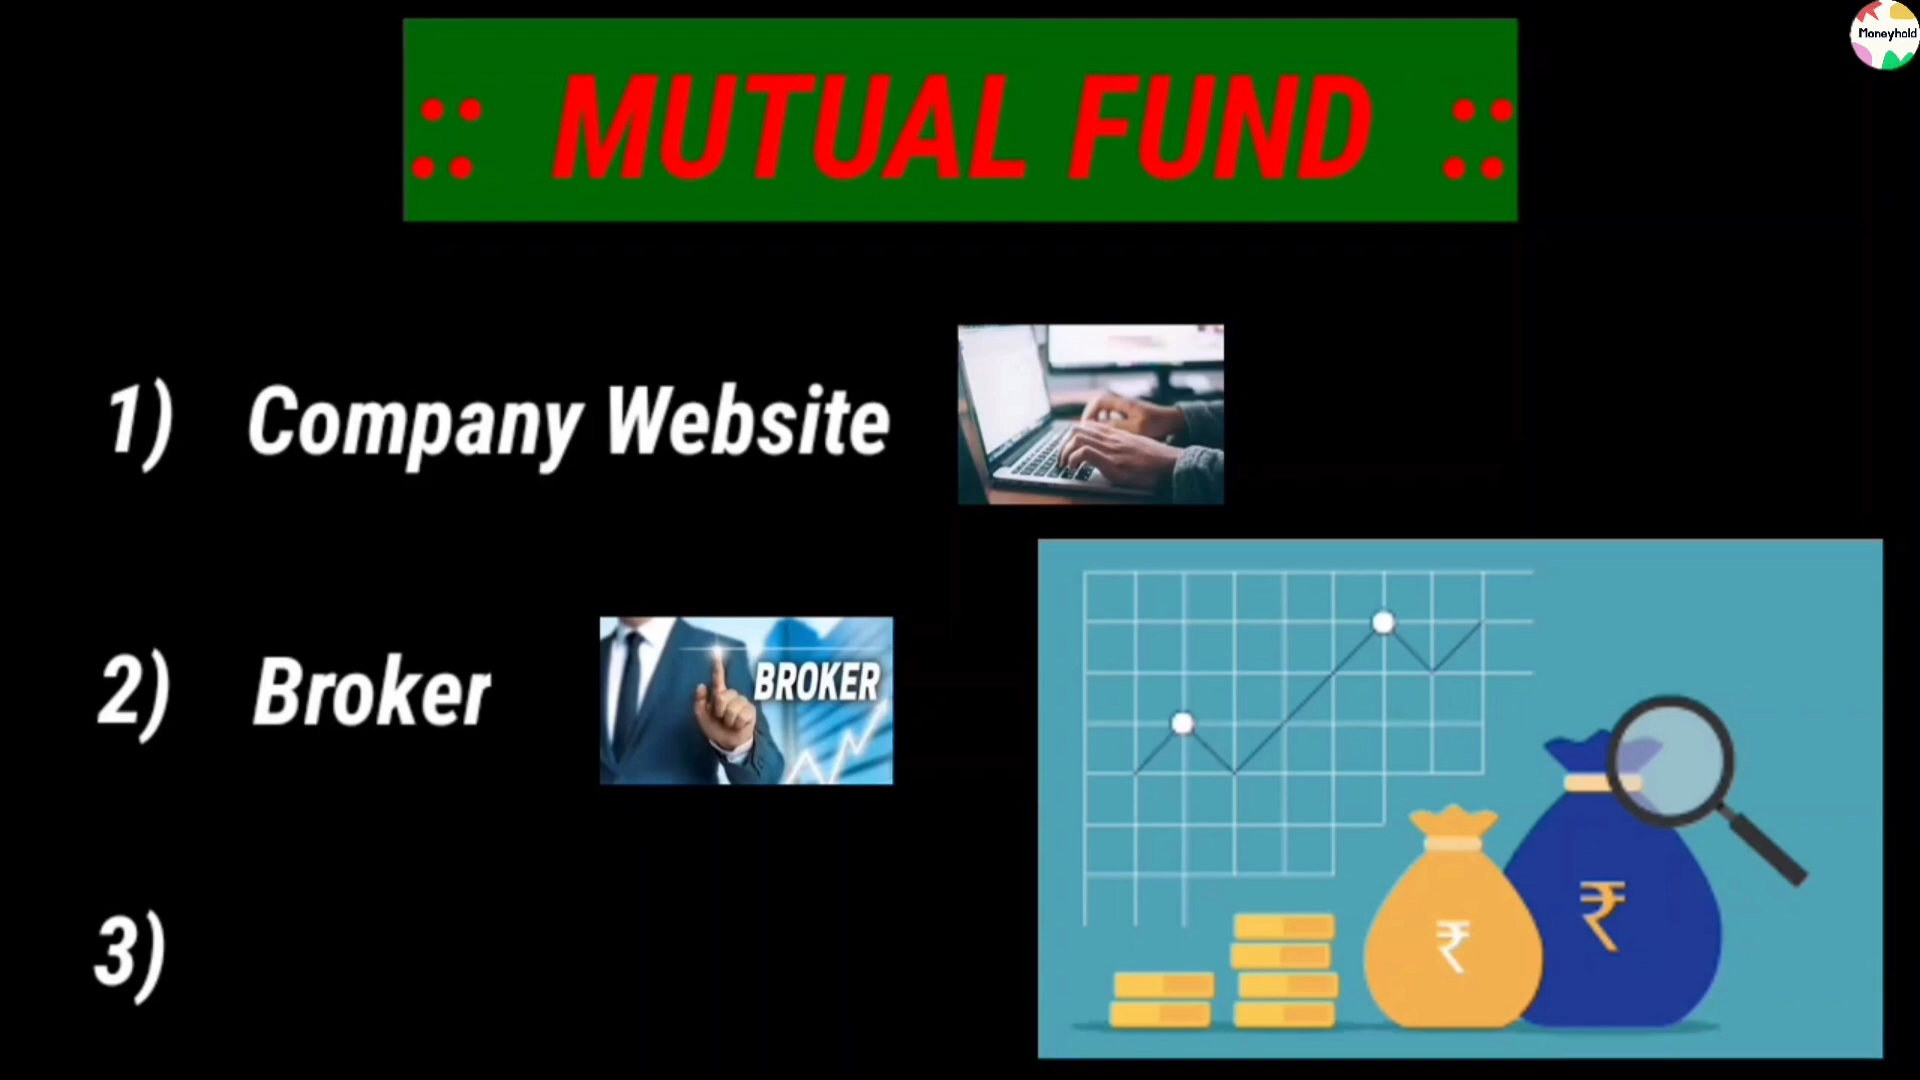 :: MUTUAL FUND ::
Moneyhold
1) Company Website
2) Broker
BROKER
₹
₹
3)